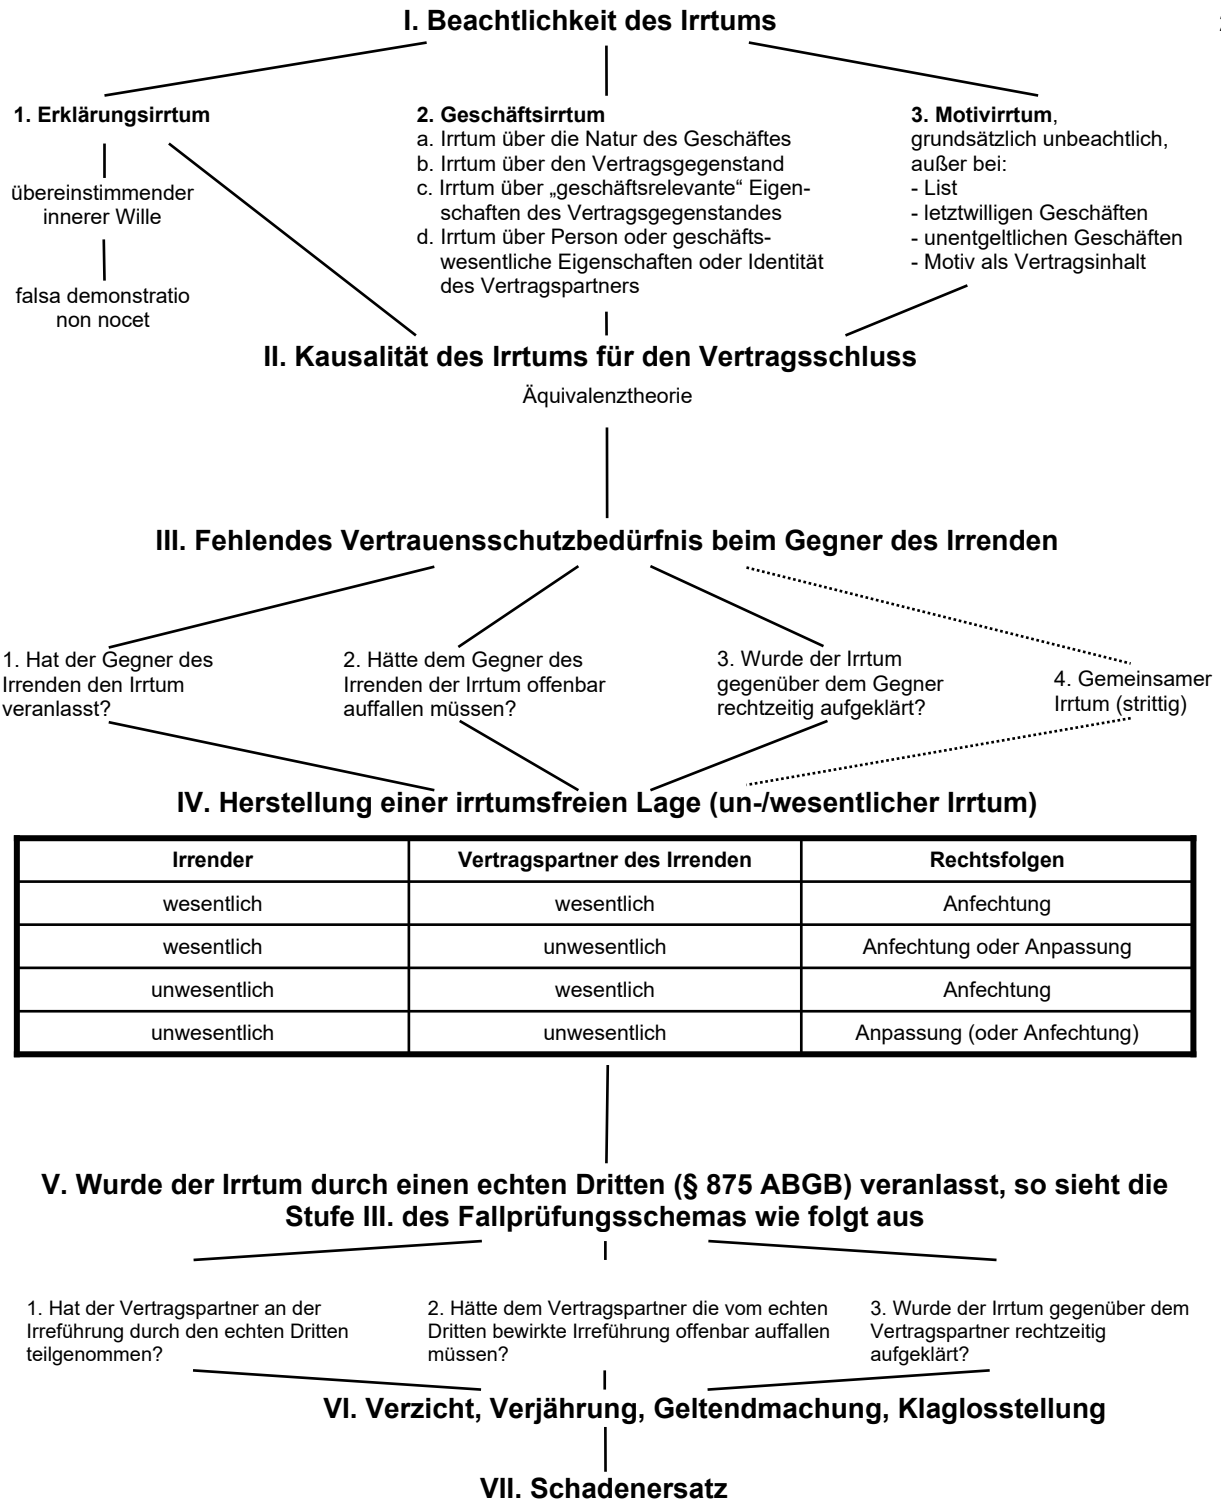 I. Beachtlichkeit des Irrtums
1. Erklärungsirrtum
übereinstimmender
innerer Wille
falsa demonstratio
non nocet
2. Geschäftsirrtum
a. Irrtum über die Natur des Geschäftes
b. Irrtum über den Vertragsgegenstand
c. Irrtum über „geschäftsrelevante“ Eigen-
schaften des Vertragsgegenstandes
d. Irrtum über Person oder geschäfts-
wesentliche Eigenschaften oder Identität
des Vertragspartners
3. Motivirrtum,
grundsätzlich unbeachtlich,
außer bei:
- List
- letztwilligen Geschäften
- unentgeltlichen Geschäften
- Motiv als Vertragsinhalt
II. Kausalität des Irrtums für den Vertragsschluss
Äquivalenztheorie
III. Fehlendes Vertrauensschutzbedürfnis beim Gegner des Irrenden
1. Hat der Gegner des
Irrenden den Irrtum
veranlasst?
2. Hätte dem Gegner des
Irrenden der Irrtum offenbar
auffallen müssen?
3. Wurde der Irrtum
gegenüber dem Gegner
rechtzeitig aufgeklärt?
4. Gemeinsamer
Irrtum (strittig)
IV. Herstellung einer irrtumsfreien Lage (un-/wesentlicher Irrtum)
Irrender Vertragspartner des Irrenden Rechtsfolgen
wesentlich wesentlich Anfechtung
wesentlich unwesentlich Anfechtung oder Anpassung
unwesentlich wesentlich Anfechtung
unwesentlich unwesentlich Anpassung (oder Anfechtung)
V. Wurde der Irrtum durch einen echten Dritten (§ 875 ABGB) veranlasst, so sieht die
Stufe III. des Fallprüfungsschemas wie folgt aus
1. Hat der Vertragspartner an der
Irreführung durch den echten Dritten
teilgenommen?
2. Hätte dem Vertragspartner die vom echten
Dritten bewirkte Irreführung offenbar auffallen
müssen?
3. Wurde der Irrtum gegenüber dem
Vertragspartner rechtzeitig
aufgeklärt?
VI. Verzicht, Verjährung, Geltendmachung, Klaglosstellung
VII. Schadenersatz